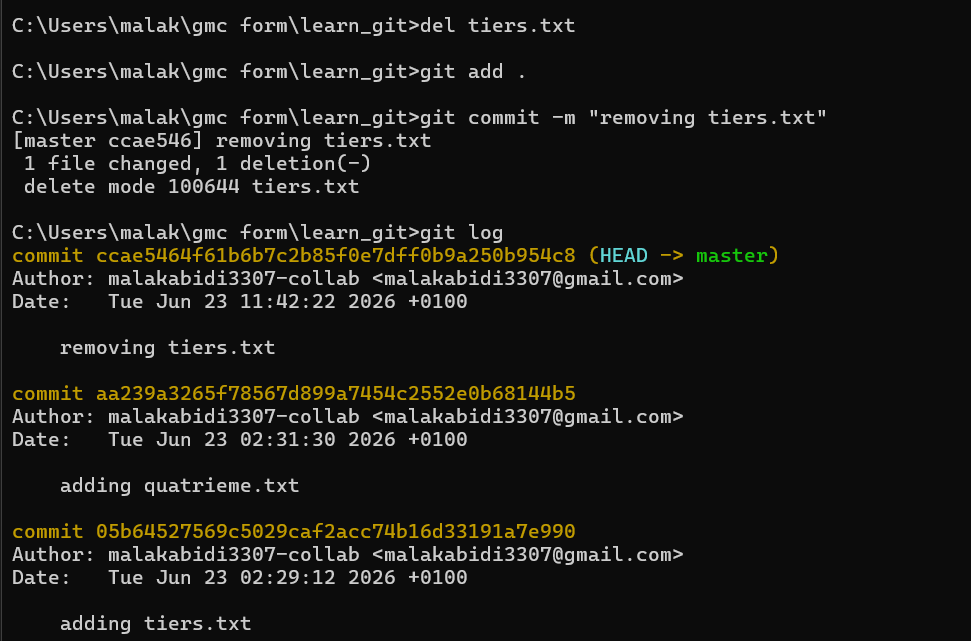 C:\Users\malak\gmc form\learn_git>del tiers.txt
C:\Users\malak\gmc form\learn_git>git add .
C:\Users\malak\gmc form\learn_git>git commit -m "removing tiers.txt"
[master ccae546] removing tiers.txt
 1 file changed, 1 deletion(-)
 delete mode 100644 tiers.txt
C:\Users\malak\gmc form\learn_git>git log
commit ccae5464f61b6b7c2b85f0e7dff0b9a250b954c8 (HEAD -> master)
Author: malakabidi3307-collab <malakabidi3307@gmail.com>
Date:   Tue Jun 23 11:42:22 2026 +0100
    removing tiers.txt
commit aa239a3265f78567d899a7454c2552e0b68144b5
Author: malakabidi3307-collab <malakabidi3307@gmail.com>
Date:   Tue Jun 23 02:31:30 2026 +0100
    adding quatrieme.txt
commit 05b64527569c5029caf2acc74b16d33191a7e990
Author: malakabidi3307-collab <malakabidi3307@gmail.com>
Date:   Tue Jun 23 02:29:12 2026 +0100
    adding tiers.txt